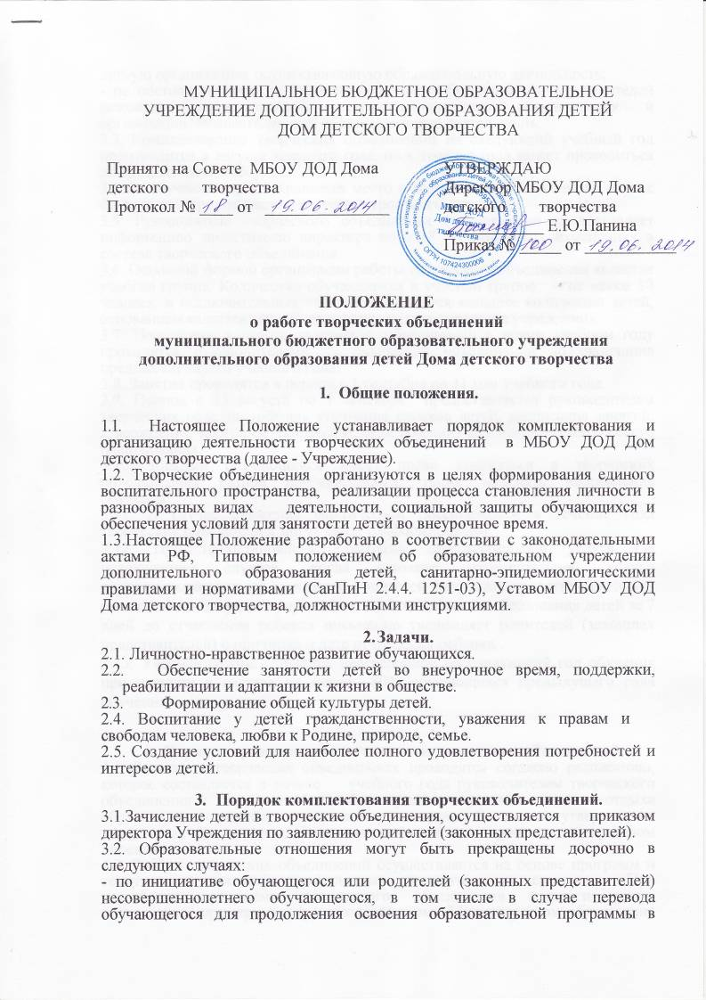 МУНИЦИПАЛЬНОЕ БЮДЖЕТНОЕ ОБРАЗОВАТЕЛЬНОЕ
УЧРЕЖДЕНИЕ ДОПОЛНИТЕЛЬНОГО ОБРАЗОВАНИЯ ДЕТЕЙ
ДОМ ДЕТСКОГО ТВОРЧЕСТВА
Принято на Совете МБОУ ДОД Дома
детского творчества
Протокол № 18 от 19.06.2014
УТВЕРЖДАЮ
Директор МБОУ ДОД Дома
детского творчества
Е.Ю.Панина
Приказ № 100 от 19.06.2014
МБОУ ДОД
Дом детского
творчества
ПОЛОЖЕНИЕ
о работе творческих объединений
муниципального бюджетного образовательного учреждения
дополнительного образования детей Дома детского творчества
1. Общие положения.
1.1. Настоящее Положение устанавливает порядок комплектования и
организацию деятельности творческих объединений в МБОУ ДОД Дом
детского творчества (далее - Учреждение).
1.2. Творческие объединения организуются в целях формирования единого
воспитательного пространства, реализации процесса становления личности в
разнообразных видах деятельности, социальной защиты обучающихся и
обеспечения условий для занятости детей во внеурочное время.
1.3.Настоящее Положение разработано в соответствии с законодательными
актами РФ, Типовым положением об образовательном учреждении
дополнительного образования детей, санитарно-эпидемиологическими
правилами и нормативами (СанПиН 2.4.4. 1251-03), Уставом МБОУ ДОД
Дома детского творчества, должностными инструкциями.
2.Задачи.
2.1. Личностно-нравственное развитие обучающихся.
2.2. Обеспечение занятости детей во внеурочное время, поддержки,
реабилитации и адаптации к жизни в обществе.
2.3. Формирование общей культуры детей.
2.4. Воспитание у детей гражданственности, уважения к правам и
свободам человека, любви к Родине, природе, семье.
2.5. Создание условий для наиболее полного удовлетворения потребностей и
интересов детей.
3. Порядок комплектования творческих объединений.
3.1.Зачисление детей в творческие объединения, осуществляется приказом
директора Учреждения по заявлению родителей (законных представителей).
3.2. Образовательные отношения могут быть прекращены досрочно в
следующих случаях:
- по инициативе обучающегося или родителей (законных представителей)
несовершеннолетнего обучающегося, в том числе в случае перевода
обучающегося для продолжения освоения образовательной программы в